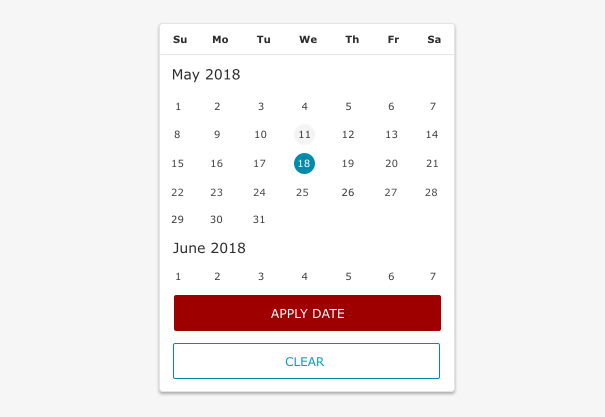 Su Mo Tu We Th Fr Sa
May 2018
1 2 3 4 5 6 7
8 9 10 11 12 13 14
15 16 17 18 19 20 21
22 23 24 25 26 27 28
29 30 31
June 2018
1 2 3 4 5 6 7
APPLY DATE
CLEAR